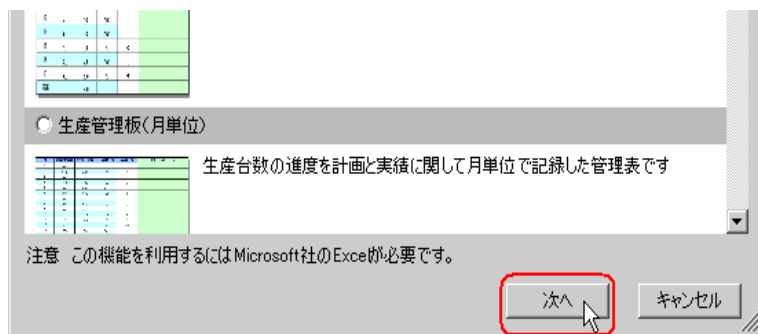 生産管理板(月単位)
生産台数の進度を計画と実績に関して月単位で記録した管理表です
注意 この機能を利用するにはMicrosoft社のExcelが必要です。
次へ
キャンセル